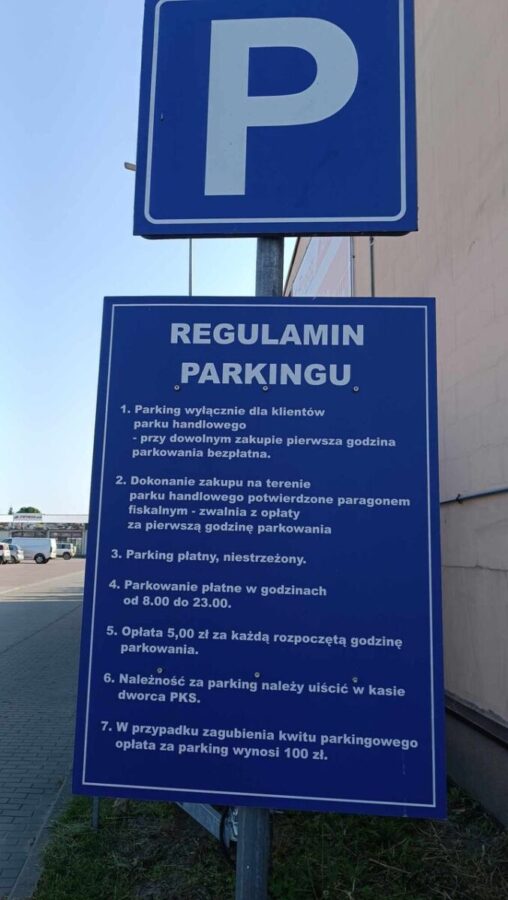 P
REGULAMIN
PARKINGU
1. Parking wyłącznie dla klientów
parku handlowego
- przy dowolnym zakupie pierwsza godzina
parkowania bezpłatna.
2. Dokonanie zakupu na terenie
parku handlowego potwierdzone paragonem
fiskalnym - zwalnia z opłaty
za pierwszą godzinę parkowania
3. Parking płatny, niestrzeżony.
4. Parkowanie płatne w godzinach
od 8.00 do 23.00.
5. Opłata 5,00 zł za każdą rozpoczętą godzinę
parkowania.
6. Należność za parking należy uiścić w kasie
dworca PKS.
7. W przypadku zagubienia kwitu parkingowego
opłata za parking wynosi 100 zł.